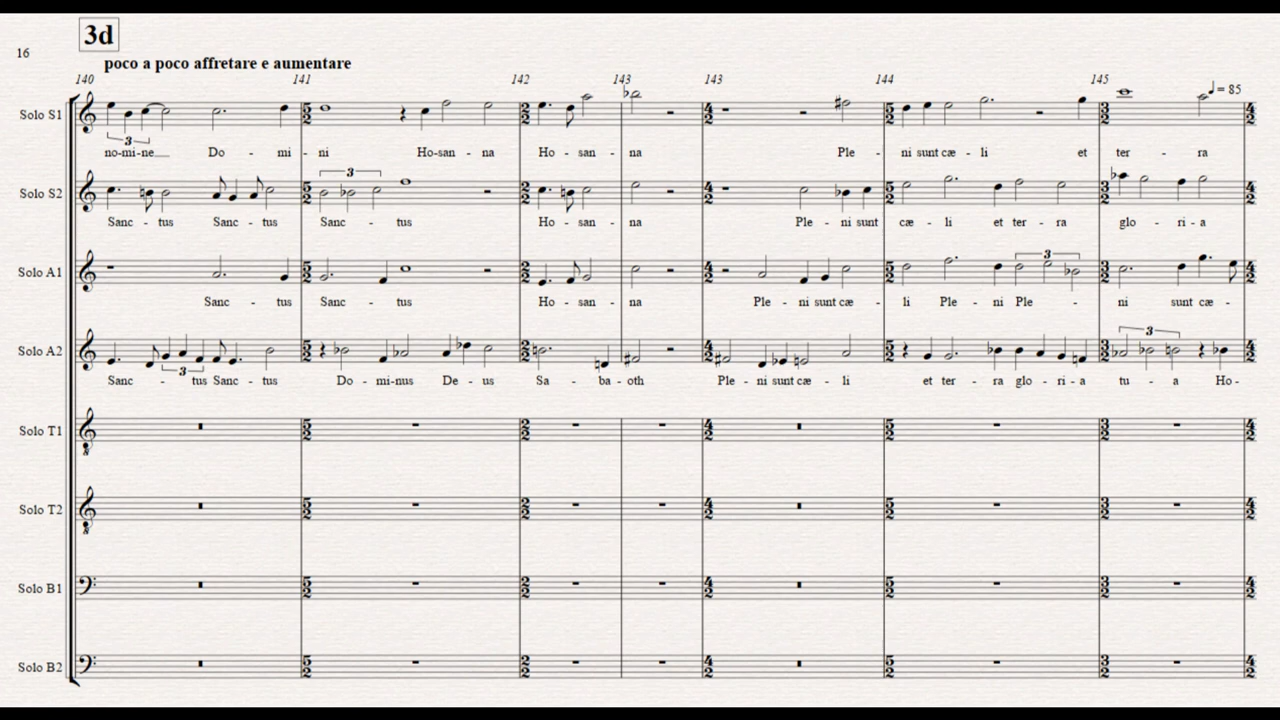 3d
16
poco a poco affretare e aumentare
140 141 142 143 143 144 145
♩ = 85
Solo S1
3
no-mi-ne Do - mi - ni Ho-san - na Ho - san - na Ple - ni sunt cæ - li et ter - ra
Solo S2
3
Sanc - tus Sanc - tus Sanc - tus Ho - san - na Ple - ni sunt cæ - li et ter - ra glo - ri - a
Solo A1
3
Sanc - tus Sanc - tus Ho - san - na Ple - ni sunt cæ - li Ple - ni Ple - ni sunt cæ -
Solo A2
3 3
Sanc - tus Sanc - tus Do - mi-nus De - us Sa - ba - oth Ple - ni sunt cæ - li et ter - ra glo - ri - a tu - a Ho -
Solo T1
Solo T2
Solo B1
Solo B2